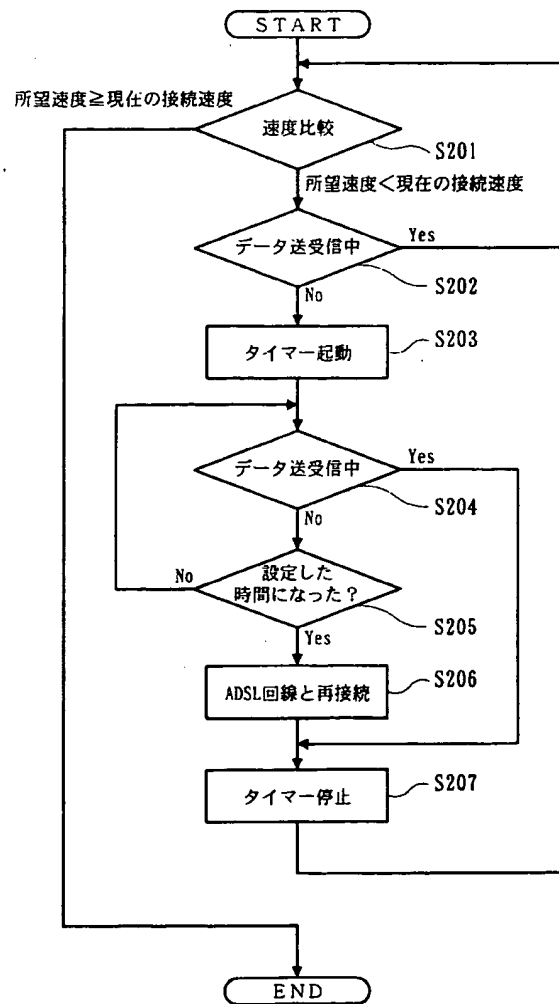 START
所望速度≧現在の接続速度
速度比較
S201
所望速度<現在の接続速度
データ送受信中
Yes
S202
No
タイマー起動
S203
データ送受信中
Yes
S204
No
設定した
時間になった?
No
S205
Yes
ADSL回線と再接続
S206
タイマー停止
S207
END